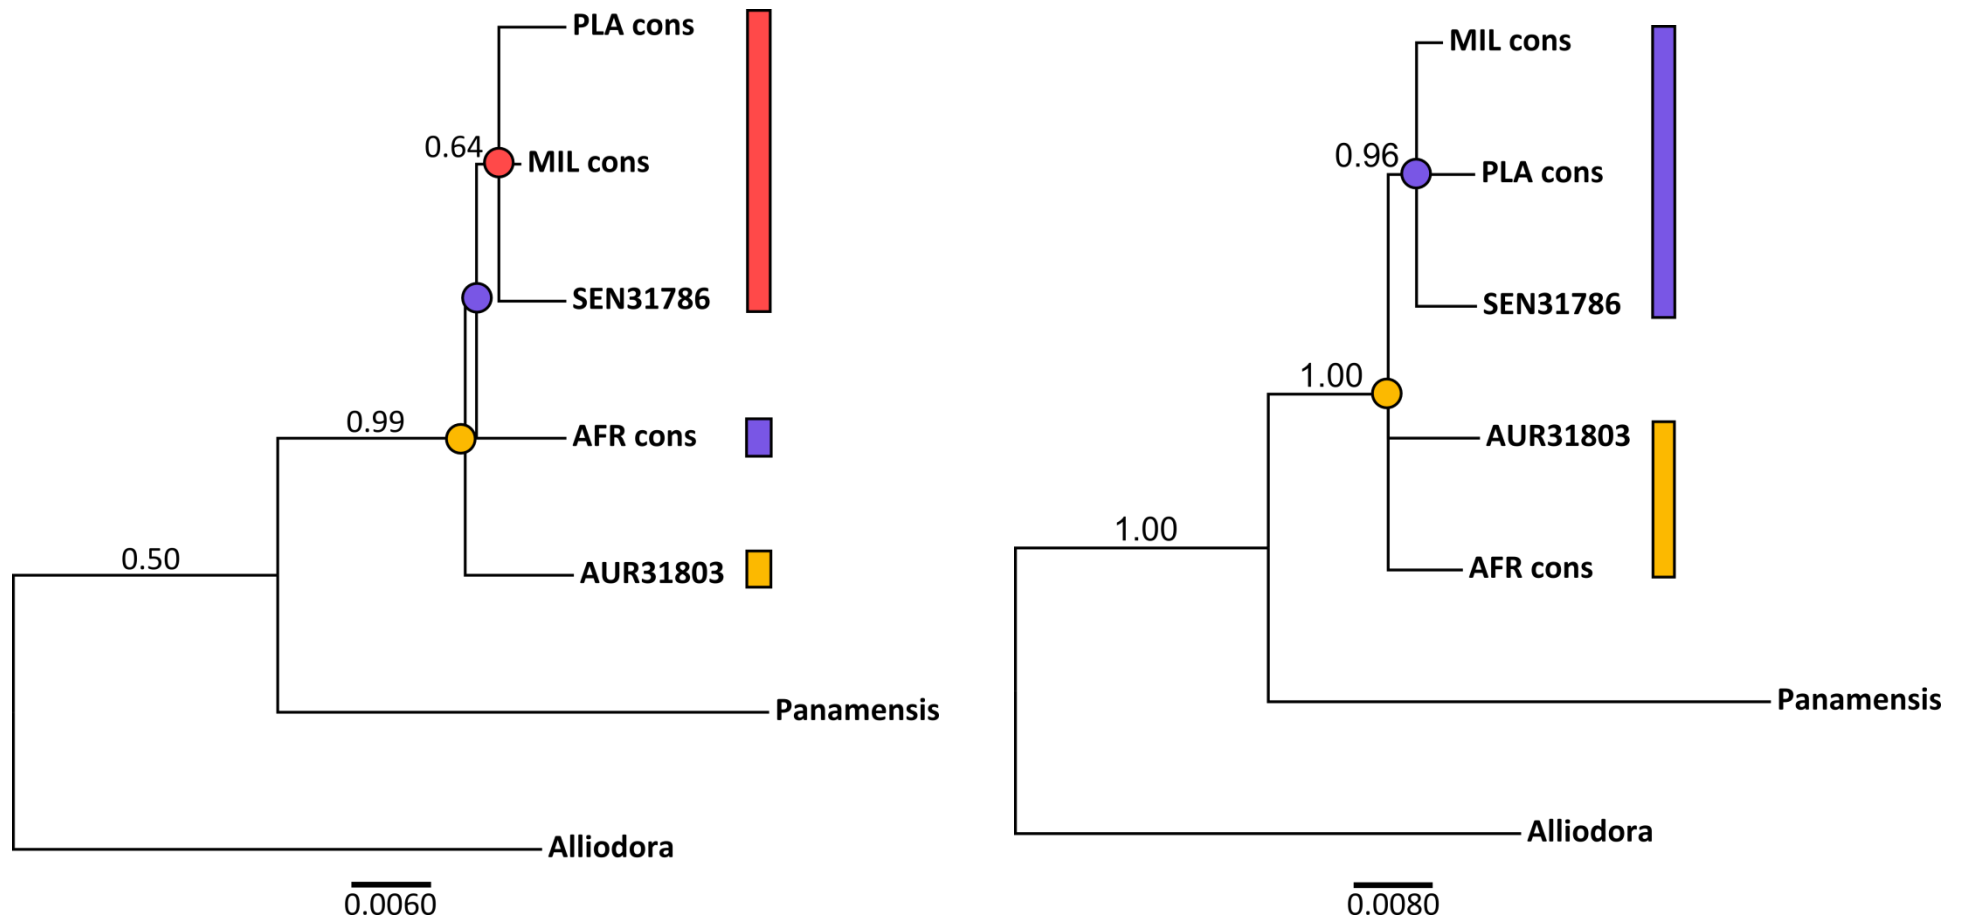 PLA cons
0.64
MIL cons
SEN31786
0.99
AFR cons
0.50
AUR31803
Panamensis
Alliodora
0.0060
MIL cons
0.96
PLA cons
SEN31786
1.00
AUR31803
1.00
AFR cons
Panamensis
Alliodora
0.0080